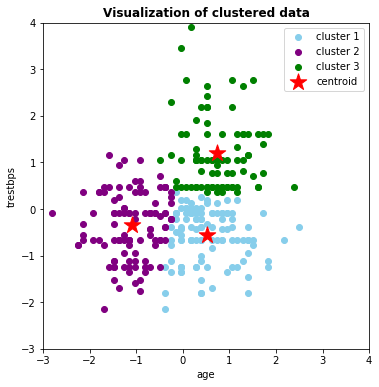 Visualization of clustered data
cluster 1
cluster 2
cluster 3
centroid
trestbps
4
3
2
1
0
−1
−2
−3
−3 −2 −1 0 1 2 3 4
age